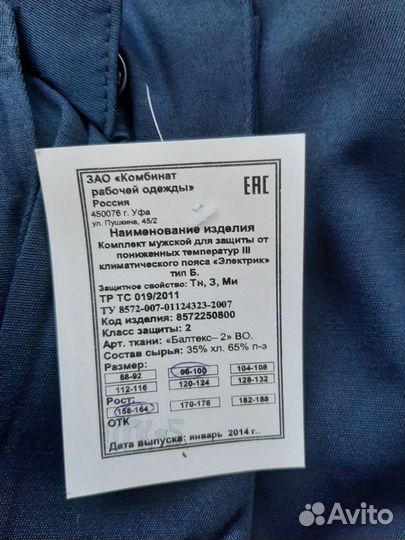 ЗАО «Комбинат
рабочей одежды»
Россия
450076 г. Уфа
ул. Пушкина, 45/2
EAC
Наименование изделия
Комплект мужской для защиты от
пониженных температур III
климатического пояса «Электрик»
тип Б.
Защитное свойство: Тн, З, Ми
ТР ТС 019/2011
ТУ 8572-007-01124323-2007
Код изделия: 8572250800
Класс защиты: 2
Арт. ткани: «Балтекс– 2» ВО.
Состав сырья: 35% хл. 65% п-э
Размер: 96-100 104-108
88-92
112-116 120-124 128-132
Рост:
158-164 170-176 182-188
ОТК
Дата выпуска: январь 2014 г..
Avito